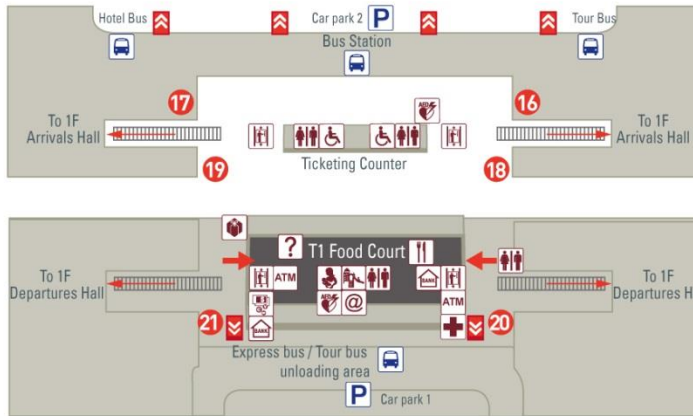 Hotel Bus
Car park 2 P
Tour Bus
Bus Station
17
16
To 1F
Arrivals Hall
AED
To 1F
Arrivals Hall
19
Ticketing Counter
18
? T1 Food Court
To 1F
Departures Hall
ATM
BANK
To 1F
Departures H
AED @
ATM
21
BANK
20
Express bus / Tour bus
unloading area
P Car park 1